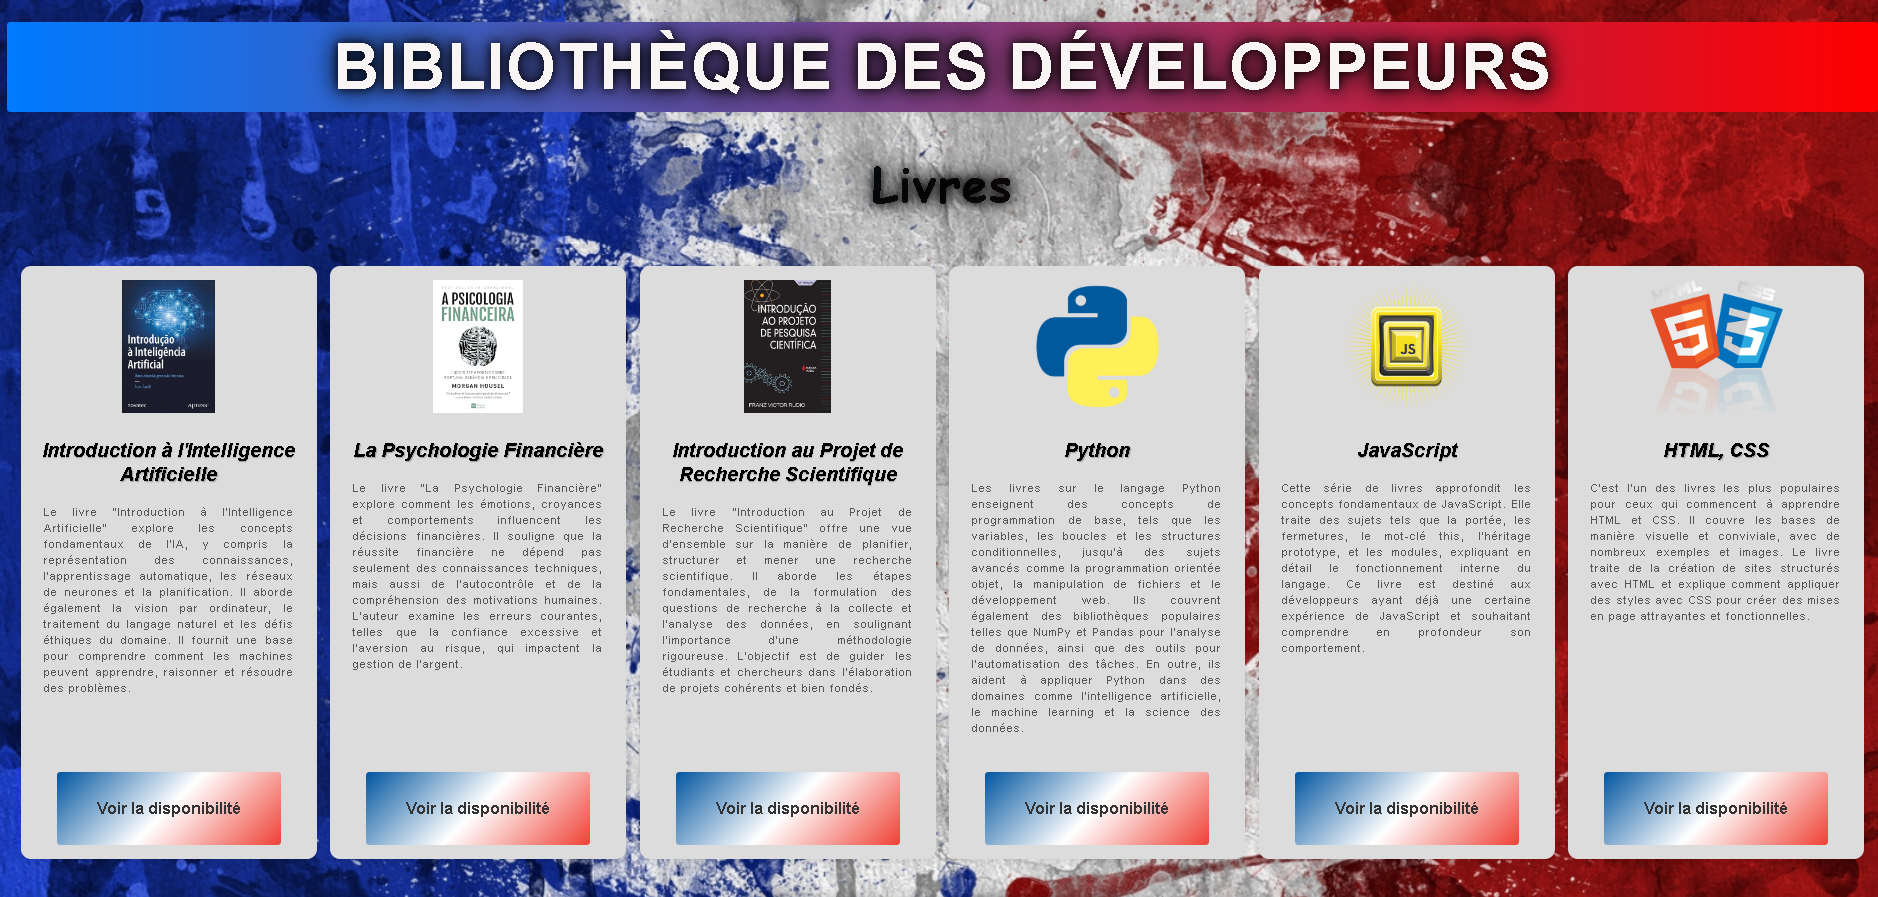 BIBLIOTHÈQUE DES DÉVELOPPEURS
Livres
Introdução
à Inteligência
Artificial
novatec
Apress
Introduction à l'Intelligence
Artificielle
Le livre "Introduction à l'Intelligence
Artificielle" explore les concepts
fondamentaux de l'IA, y compris la
représentation des connaissances,
l'apprentissage automatique, les réseaux
de neurones et la planification. Il aborde
également la vision par ordinateur, le
traitement du langage naturel et les défis
éthiques du domaine. Il fournit une base
pour comprendre comment les machines
peuvent apprendre, raisonner et résoudre
des problèmes.
Voir la disponibilité
A PSICOLOGIA
FINANCEIRA
MORGAN HOUSEL
La Psychologie Financière
Le livre "La Psychologie Financière"
explore comment les émotions, croyances
et comportements influencent les
décisions financières. Il souligne que la
réussite financière ne dépend pas
seulement des connaissances techniques,
mais aussi de l'autocontrôle et de la
compréhension des motivations humaines.
L'auteur examine les erreurs courantes,
telles que la confiance excessive et
l'aversion au risque, qui impactent la
gestion de l'argent.
Voir la disponibilité
INTRODUÇÃO
AO PROJETO
DE PESQUISA
CIENTÍFICA
FRANZ VICTOR RUDIO
Introduction au Projet de
Recherche Scientifique
Le livre "Introduction au Projet de
Recherche Scientifique" offre une vue
d'ensemble sur la manière de planifier,
structurer et mener une recherche
scientifique. Il aborde les étapes
fondamentales, de la formulation des
questions de recherche à la collecte et
l'analyse des données, en soulignant
l'importance d'une méthodologie
rigoureuse. L'objectif est de guider les
étudiants et chercheurs dans l'élaboration
de projets cohérents et bien fondés.
Voir la disponibilité
Python
Les livres sur le langage Python
enseignent des concepts de
programmation de base, tels que les
variables, les boucles et les structures
conditionnelles, jusqu'à des sujets
avancés comme la programmation orientée
objet, la manipulation de fichiers et le
développement web. Ils couvrent
également des bibliothèques populaires
telles que NumPy et Pandas pour l'analyse
de données, ainsi que des outils pour
l'automatisation des tâches. En outre, ils
aident à appliquer Python dans des
domaines comme l'intelligence artificielle,
le machine learning et la science des
données.
Voir la disponibilité
JS
JavaScript
Cette série de livres approfondit les
concepts fondamentaux de JavaScript. Elle
traite des sujets tels que la portée, les
fermetures, le mot-clé this, l'héritage
prototype, et les modules, expliquant en
détail le fonctionnement interne du
langage. Ce livre est destiné aux
développeurs ayant déjà une certaine
expérience de JavaScript et souhaitant
comprendre en profondeur son
comportement.
Voir la disponibilité
HTML CSS
5 3
HTML, CSS
C'est l'un des livres les plus populaires
pour ceux qui commencent à apprendre
HTML et CSS. Il couvre les bases de
manière visuelle et conviviale, avec de
nombreux exemples et images. Le livre
traite de la création de sites structurés
avec HTML et explique comment appliquer
des styles avec CSS pour créer des mises
en page attrayantes et fonctionnelles.
Voir la disponibilité